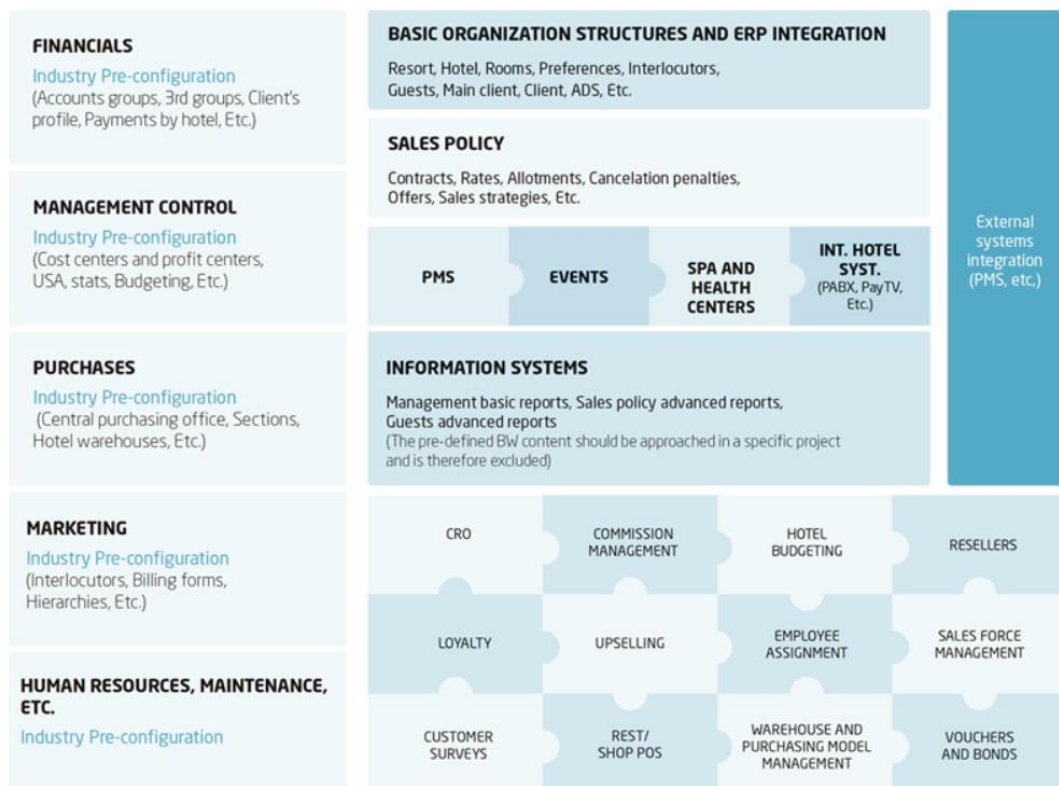 FINANCIALS
Industry Pre-configuration
(Accounts groups, 3rd groups, Client's
profile, Payments by hotel, Etc.)
MANAGEMENT CONTROL
Industry Pre-configuration
(Cost centers and profit centers,
USA, stats, Budgeting, Etc.)
PURCHASES
Industry Pre-configuration
(Central purchasing office, Sections,
Hotel warehouses, Etc.)
MARKETING
Industry Pre-configuration
(Interlocutors, Billing forms,
Hierarchies, Etc.)
HUMAN RESOURCES, MAINTENANCE,
ETC.
Industry Pre-configuration
BASIC ORGANIZATION STRUCTURES AND ERP INTEGRATION
Resort, Hotel, Rooms, Preferences, Interlocutors,
Guests, Main client, Client, ADS, Etc.
SALES POLICY
Contracts, Rates, Allotments, Cancelation penalties,
Offers, Sales strategies, Etc.
PMS
EVENTS
SPA AND
HEALTH
CENTERS
INT. HOTEL
SYST.
(PABX, PayTV,
Etc.)
INFORMATION SYSTEMS
Management basic reports, Sales policy advanced reports,
Guests advanced reports
(The pre-defined BW content should be approached in a specific project
and is therefore excluded)
External
systems
integration
(PMS, etc,)
CRO
COMMISSION
MANAGEMENT
HOTEL
BUDGETING
RESELLERS
LOYALTY
UPSELLING
EMPLOYEE
ASSIGNMENT
SALES FORCE
MANAGEMENT
CUSTOMER
SURVEYS
REST/
SHOP POS
WAREHOUSE AND
PURCHASING MODEL
MANAGEMENT
VOUCHERS
AND BONDS